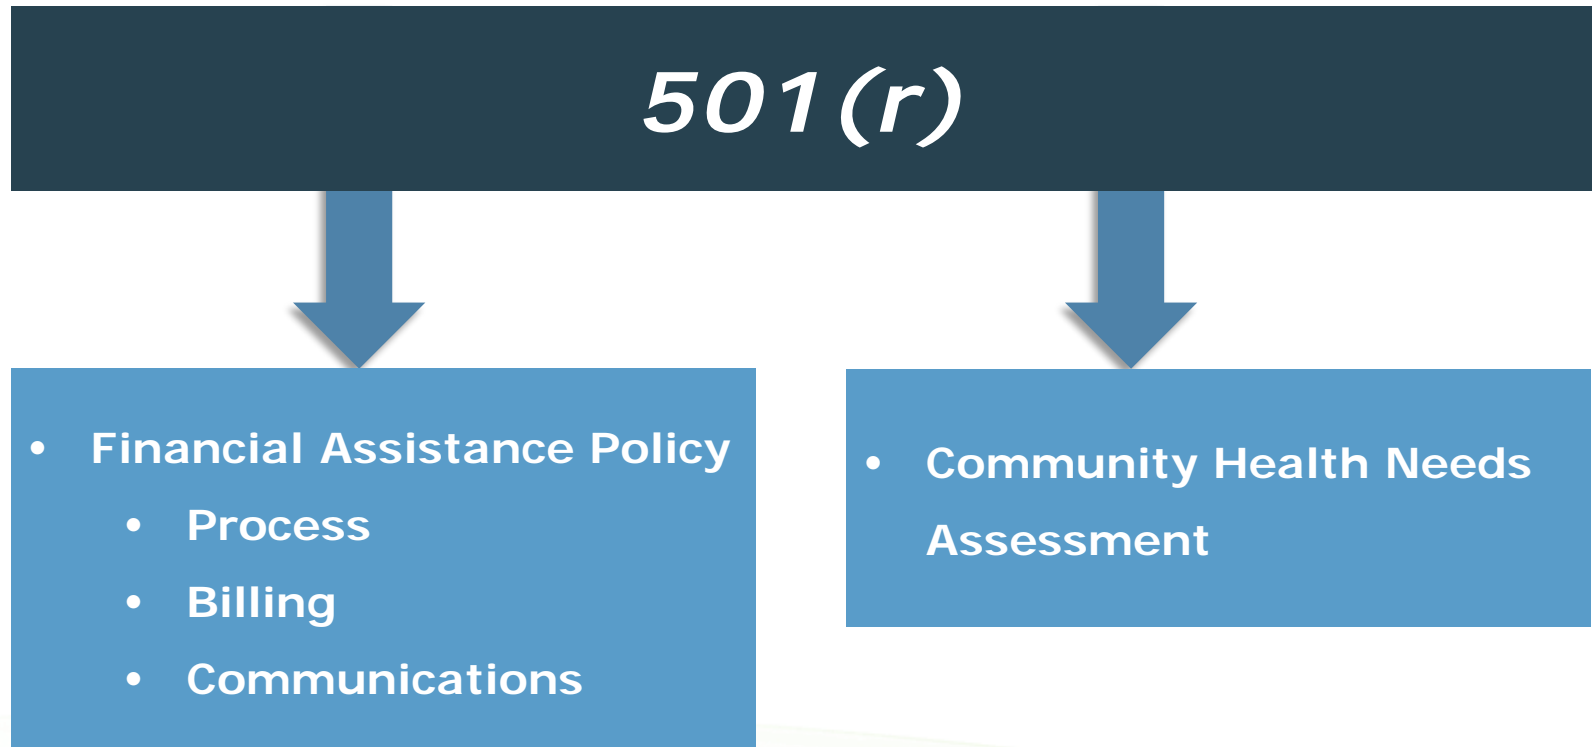 501(r)
• Financial Assistance Policy
• Process
• Billing
• Communications
• Community Health Needs
Assessment